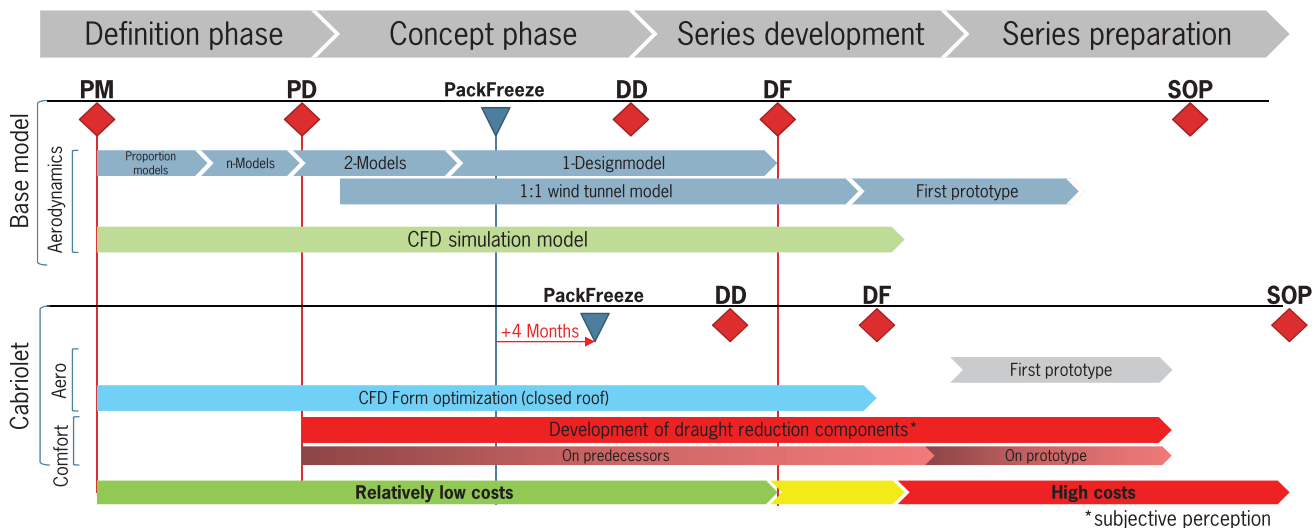 Definition phase
Concept phase
Series development
Series preparation
PM
PD
PackFreeze
DD
DF
SOP
Base model
Aerodynamics
Proportion
models
n-Models
2-Models
1-Designmodel
1:1 wind tunnel model
First prototype
CFD simulation model
PackFreeze
DD
DF
SOP
+4 Months
Cabriolet
Aero
First prototype
CFD Form optimization (closed roof)
Comfort
Development of draught reduction components*
On predecessors
On prototype
Relatively low costs
High costs
*subjective perception